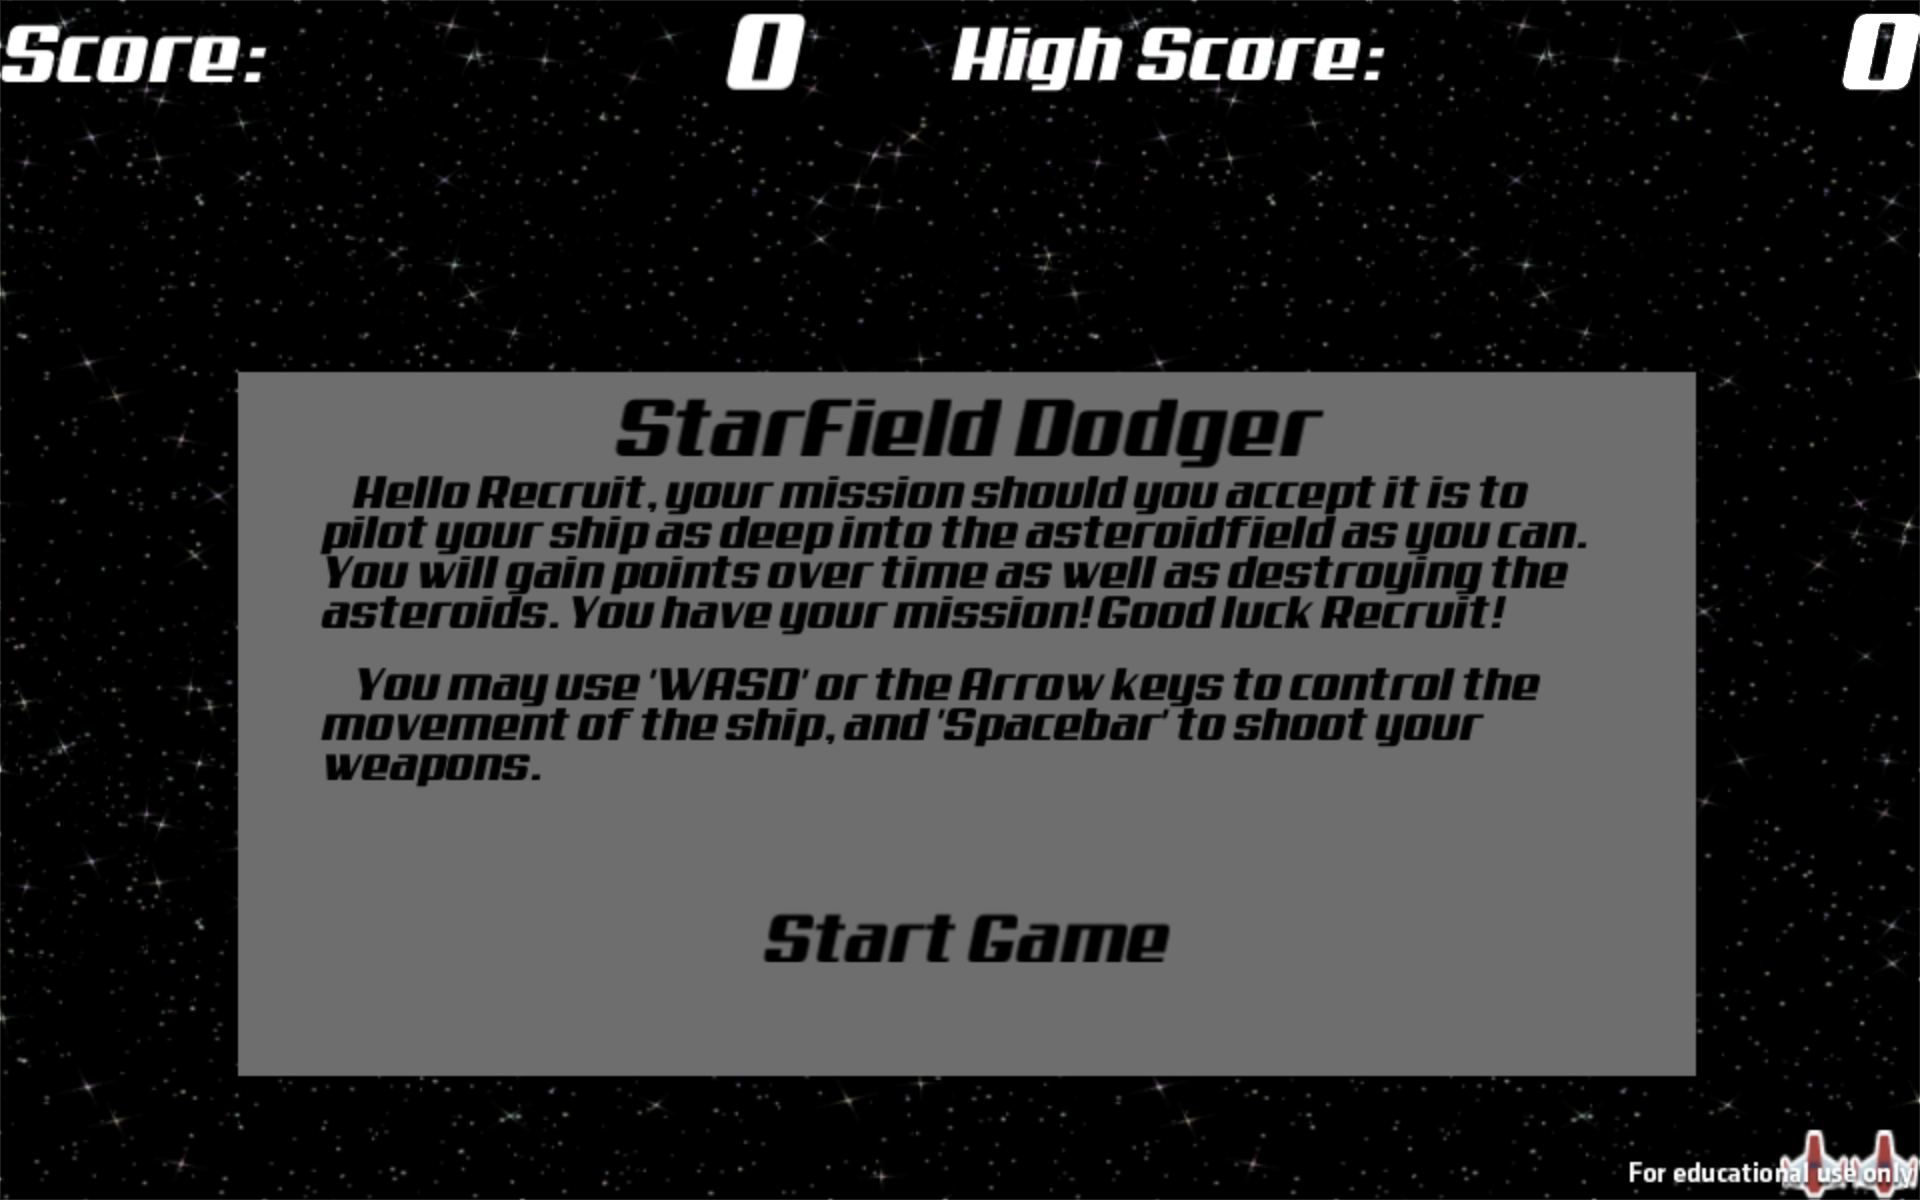 Score: 0 High Score: 0
StarField Dodger
Hello Recruit, your mission should you accept it is to
pilot your ship as deep into the asteroidfield as you can.
You will gain points over time as well as destroying the
asteroids. You have your mission! Good luck Recruit!
You may use 'WASD' or the Arrow keys to control the
movement of the ship, and 'Spacebar' to shoot your
weapons.
Start Game
For educational use only